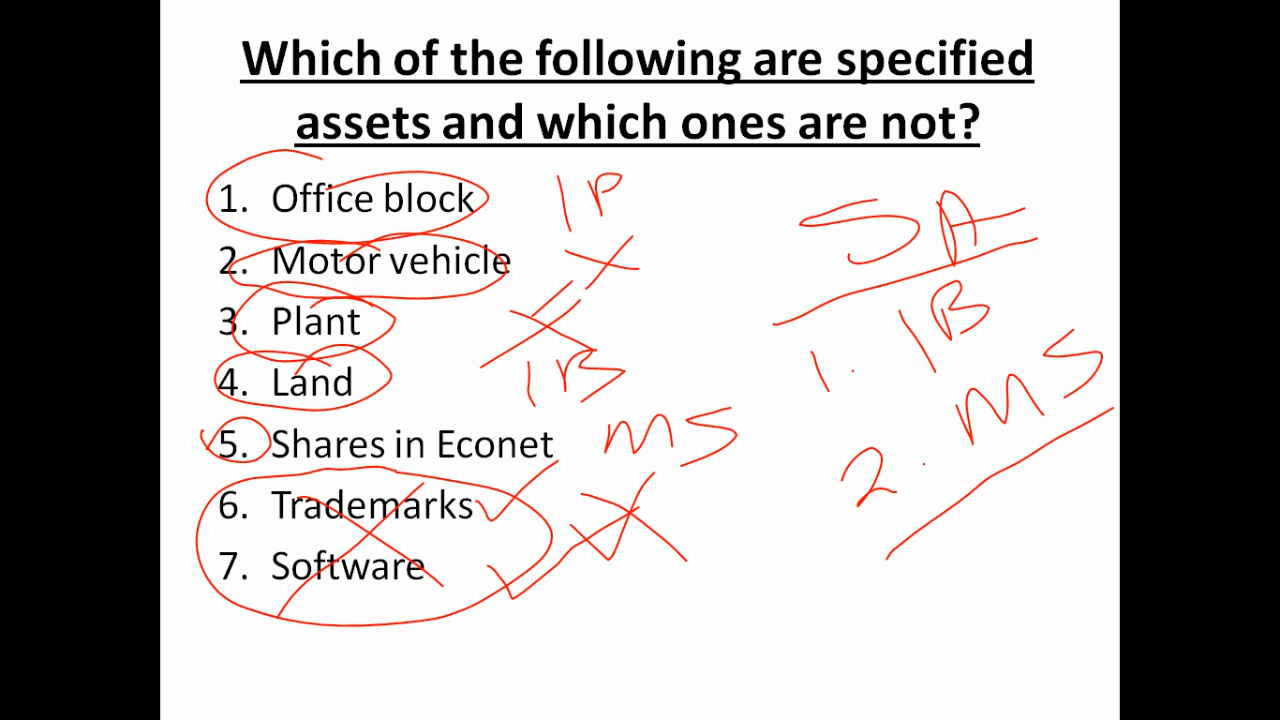 Which of the following are specified
assets and which ones are not?
1. Office block IP
2. Motor vehicle
3. Plant
4. Land IB
5. Shares in Econet MS
6. Trademarks
7. Software
SA
1. IB
2. MS